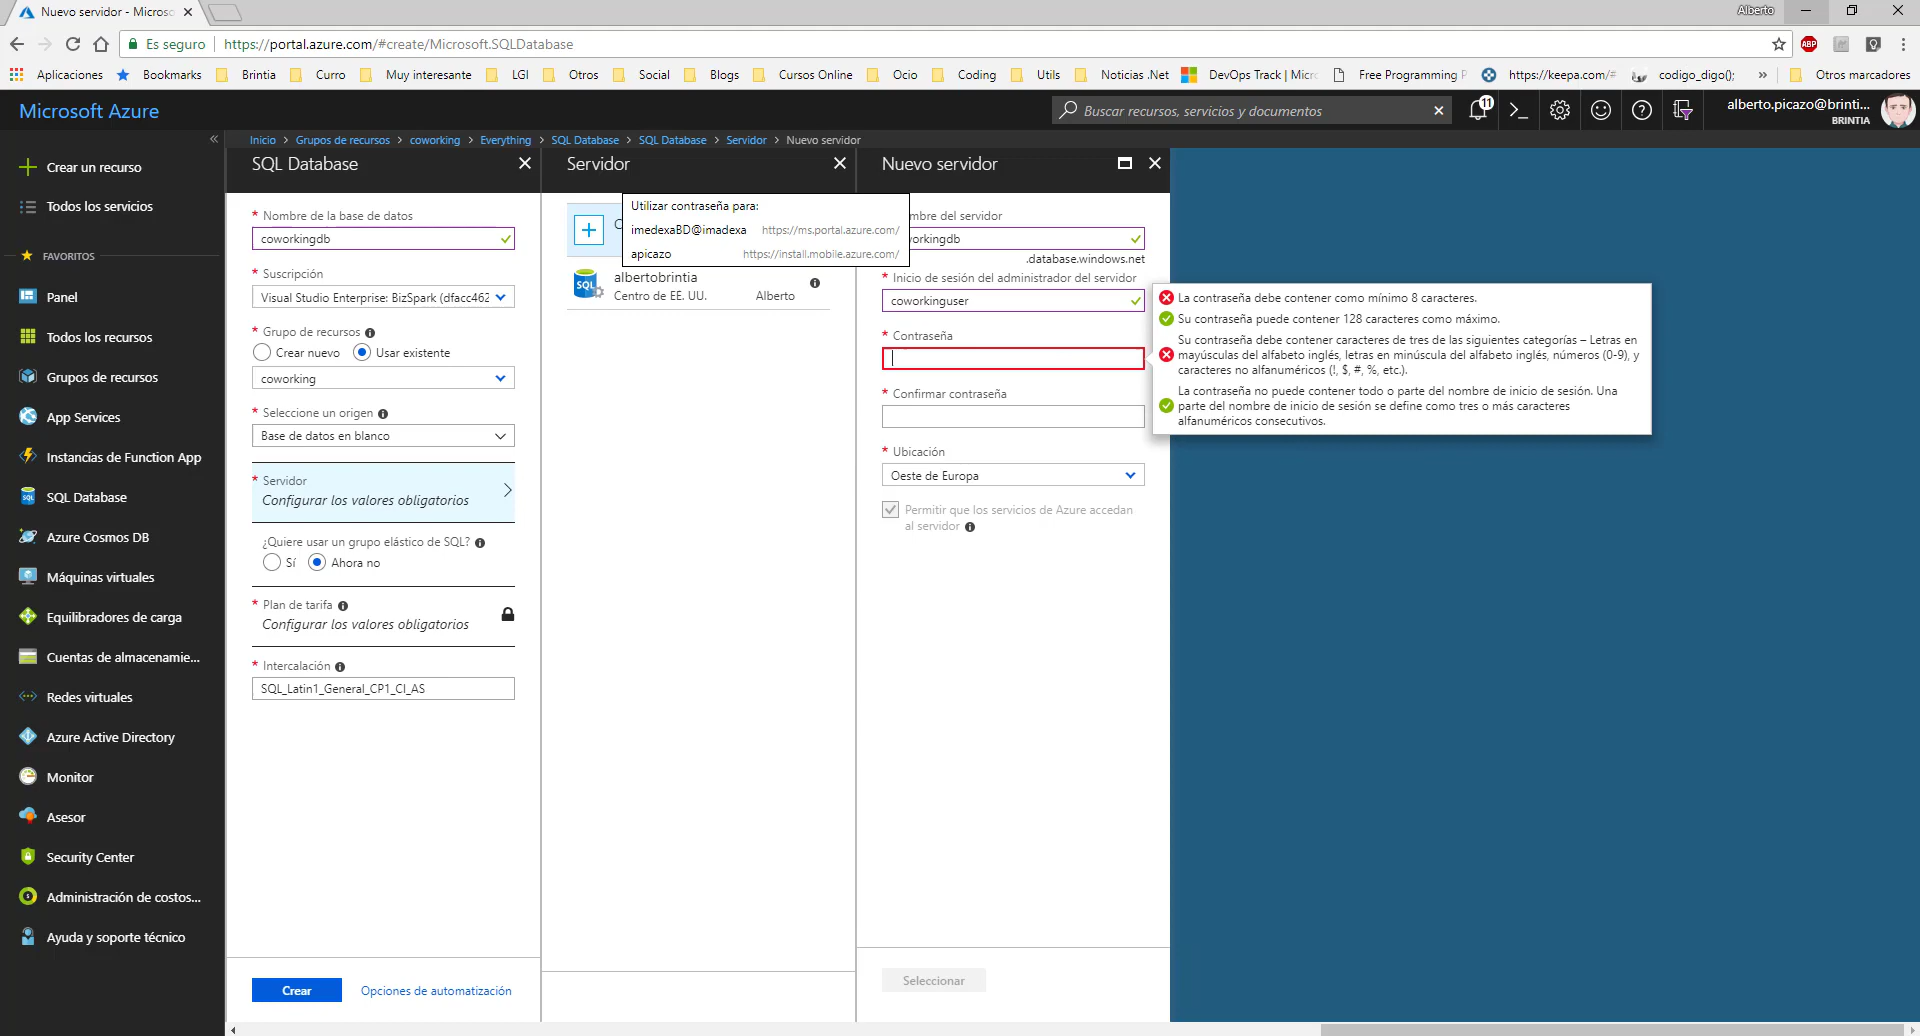 Nuevo servidor - Microso
Alberto
Es seguro
https://portal.azure.com/#create/Microsoft.SQLDatabase
ABP
Aplicaciones
Bookmarks
Brintia
Curro
Muy interesante
LGI
Otros
Social
Blogs
Cursos Online
Ocio
Coding
Utils
Noticias .Net
DevOps Track | Micr
Free Programming
https://keepa.com/#
codigo_digo();
»
Otros marcadores
Microsoft Azure
Buscar recursos, servicios y documentos
11
alberto.picazo@brinti...
BRINTIA
Inicio > Grupos de recursos > coworking > Everything > SQL Database > SQL Database > Servidor > Nuevo servidor
Crear un recurso
Todos los servicios
FAVORITOS
Panel
Todos los recursos
Grupos de recursos
App Services
Instancias de Function App
SQL Database
Azure Cosmos DB
Máquinas virtuales
Equilibradores de carga
Cuentas de almacenamie...
Redes virtuales
Azure Active Directory
Monitor
Asesor
Security Center
Administración de costos...
Ayuda y soporte técnico
SQL Database
* Nombre de la base de datos
coworkingdb
* Suscripción
Visual Studio Enterprise: BizSpark (dfacc462
* Grupo de recursos
Crear nuevo
Usar existente
coworking
* Seleccione un origen
Base de datos en blanco
* Servidor
Configurar los valores obligatorios
¿Quiere usar un grupo elástico de SQL?
Sí
Ahora no
* Plan de tarifa
Configurar los valores obligatorios
* Intercalación
SQL_Latin1_General_CP1_CI_AS
Crear
Opciones de automatización
Servidor
Utilizar contraseña para:
imedexaBD@imadexa https://ms.portal.azure.com/
apicazo https://install.mobile.azure.com/
SQL
albertobrintia
Centro de EE. UU.
Alberto
Nuevo servidor
mbre del servidor
workingdb
.database.windows.net
* Inicio de sesión del administrador del servidor
coworkinguser
* Contraseña
* Confirmar contraseña
* Ubicación
Oeste de Europa
Permitir que los servicios de Azure accedan
al servidor
Seleccionar
La contraseña debe contener como mínimo 8 caracteres.
Su contraseña puede contener 128 caracteres como máximo.
Su contraseña debe contener caracteres de tres de las siguientes categorías – Letras en
mayúsculas del alfabeto inglés, letras en minúscula del alfabeto inglés, números (0-9), y
caracteres no alfanuméricos (!, $, #, %, etc.).
La contraseña no puede contener todo o parte del nombre de inicio de sesión. Una
parte del nombre de inicio de sesión se define como tres o más caracteres
alfanuméricos consecutivos.